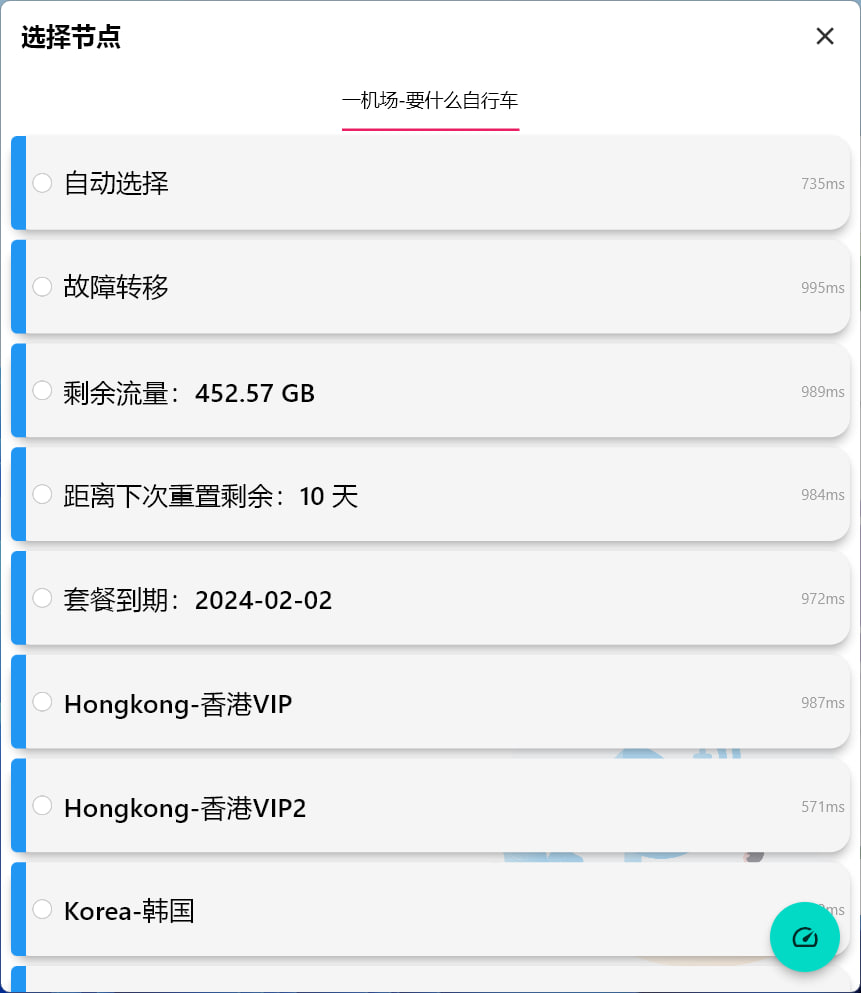 选择节点
一机场-要什么自行车
自动选择 735ms
故障转移 995ms
剩余流量：452.57 GB 989ms
距离下次重置剩余：10 天 984ms
套餐到期：2024-02-02 972ms
Hongkong-香港VIP 987ms
Hongkong-香港VIP2 571ms
Korea-韩国